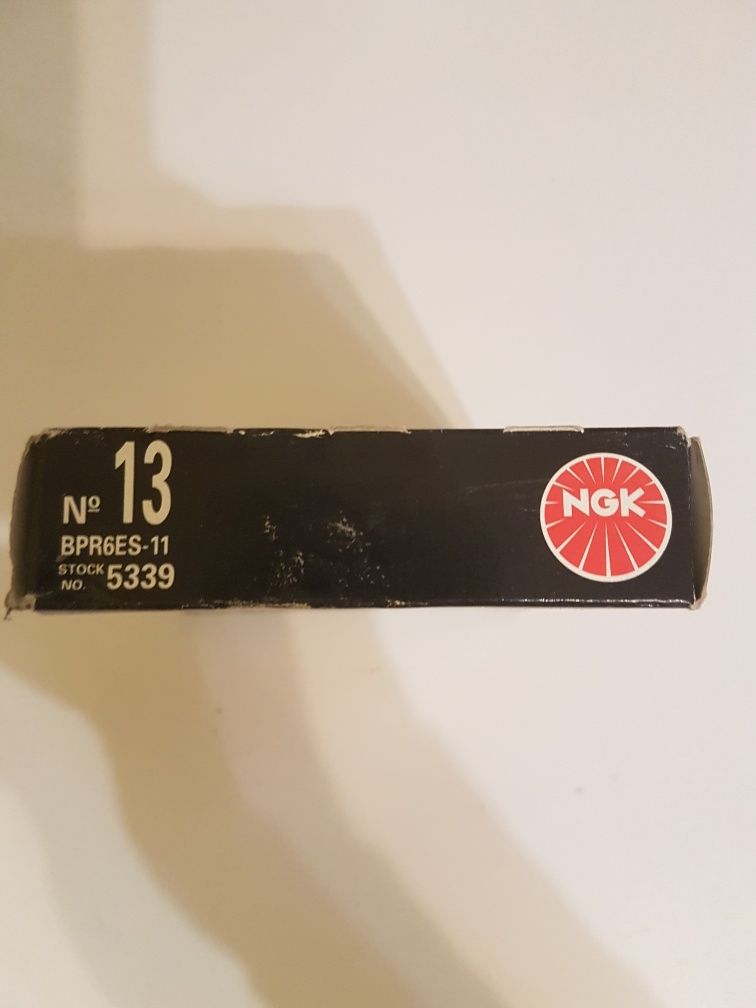 Nº 13
BPR6ES-11
STOCK NO. 5339
NGK